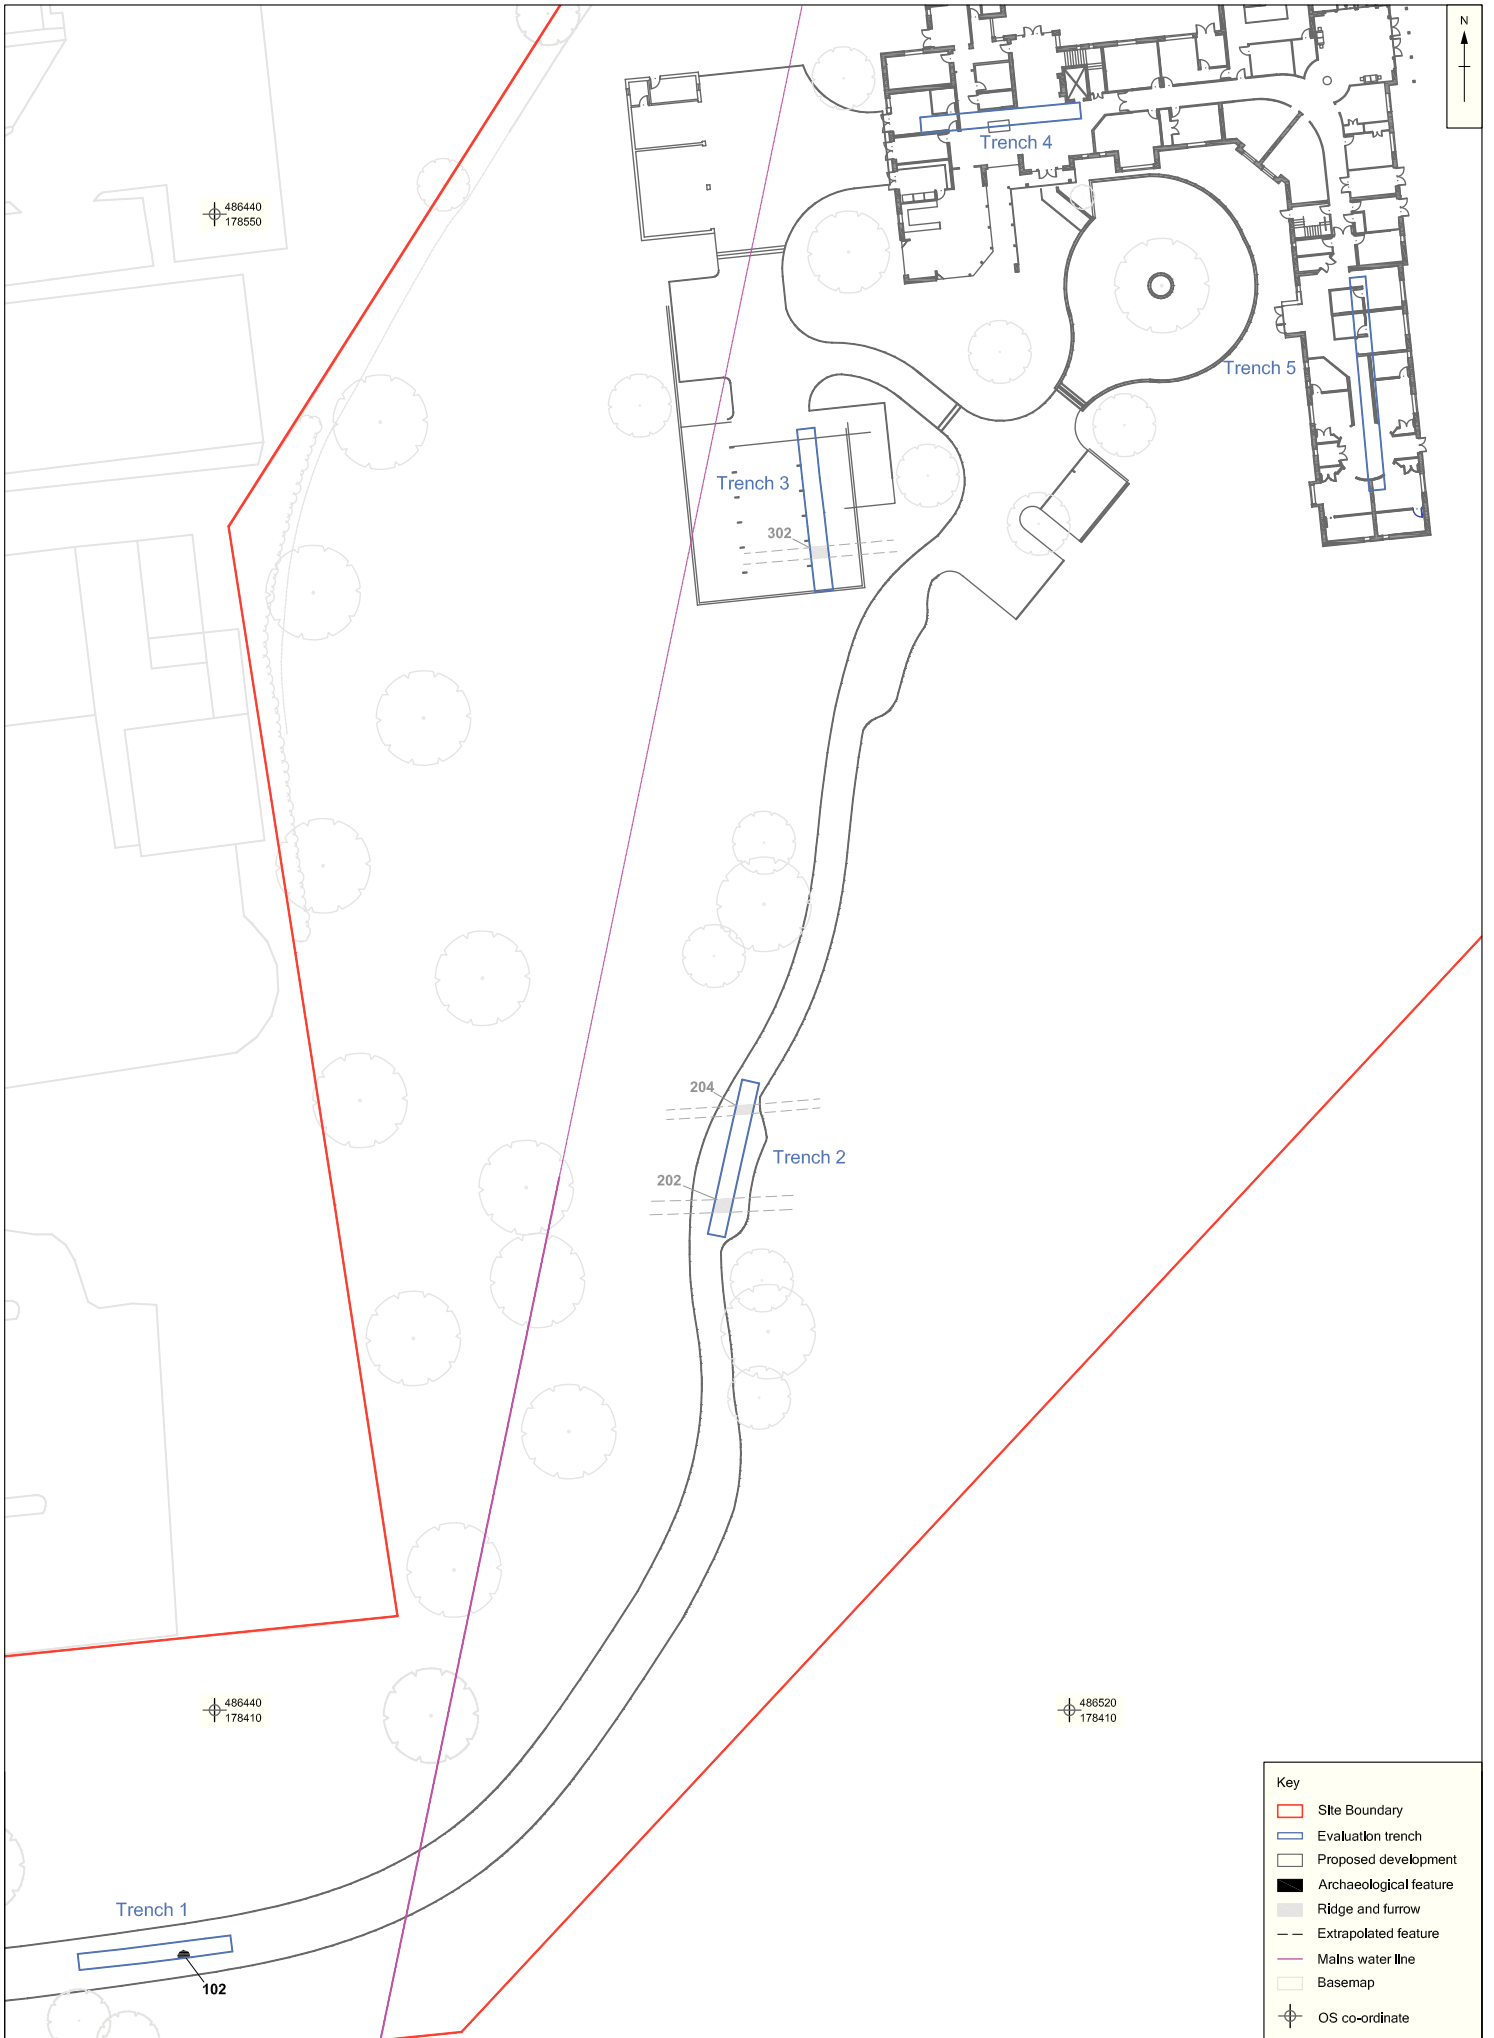 N
Trench 4
486440
178550
Trench 5
Trench 3
302
204
Trench 2
202
486440
178410
486520
178410
Trench 1
102
Key
Site Boundary
Evaluation trench
Proposed development
Archaeological feature
Ridge and furrow
Extrapolated feature
Mains water line
Basemap
OS co-ordinate